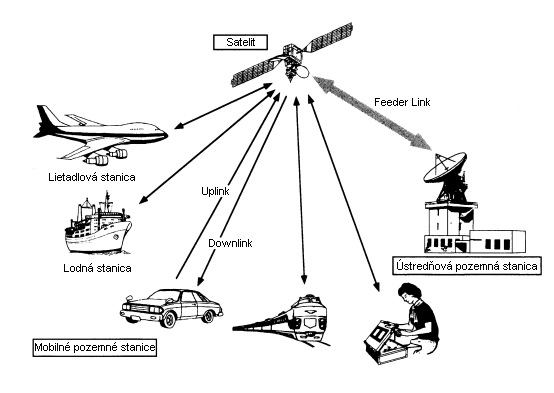 Satelit
Feeder Link
Lietadlová stanica
Uplink
Lodná stanica
Downlink
Ústredňová pozemná stanica
Mobilné pozemné stanice